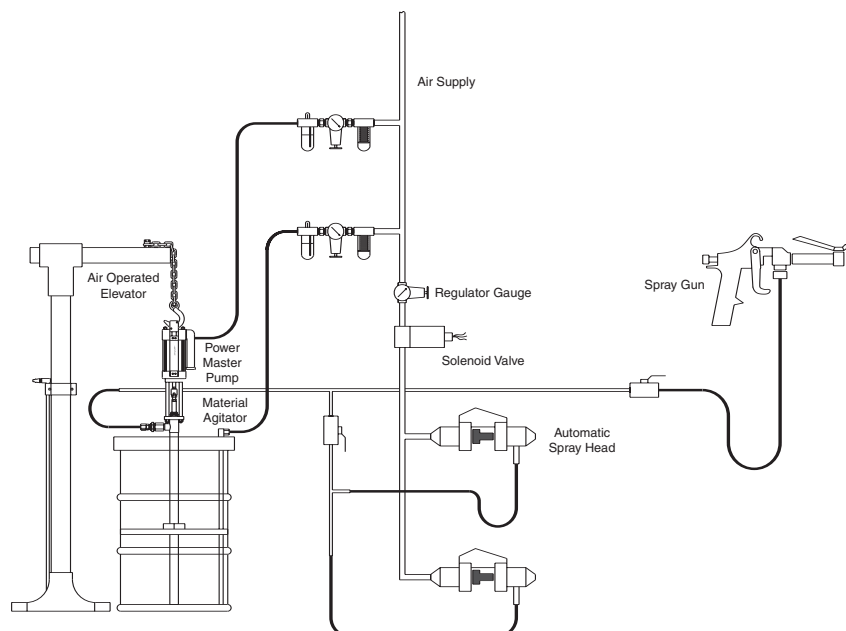 Air Supply
Air Operated
Elevator
Regulator Gauge
Spray Gun
Power
Master
Pump
Solenoid Valve
Material
Agitator
Automatic
Spray Head